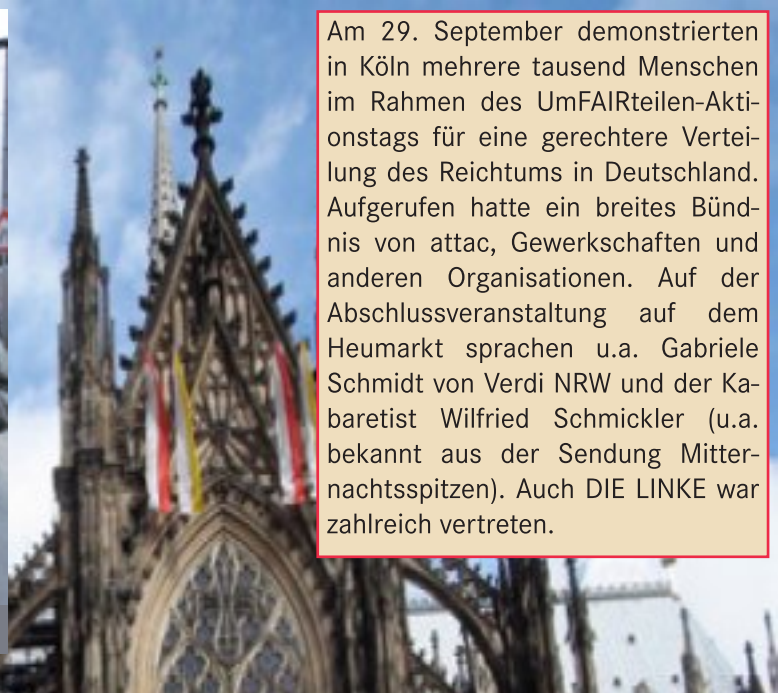 Am 29. September demonstrierten
in Köln mehrere tausend Menschen
im Rahmen des UmFAIRteilen-Akti-
onstags für eine gerechtere Vertei-
lung des Reichtums in Deutschland.
Aufgerufen hatte ein breites Bünd-
nis von attac, Gewerkschaften und
anderen Organisationen. Auf der
Abschlussveranstaltung auf dem
Heumarkt sprachen u.a. Gabriele
Schmidt von Verdi NRW und der Ka-
baretist Wilfried Schmickler (u.a.
bekannt aus der Sendung Mitter-
nachtsspitzen). Auch DIE LINKE war
zahlreich vertreten.